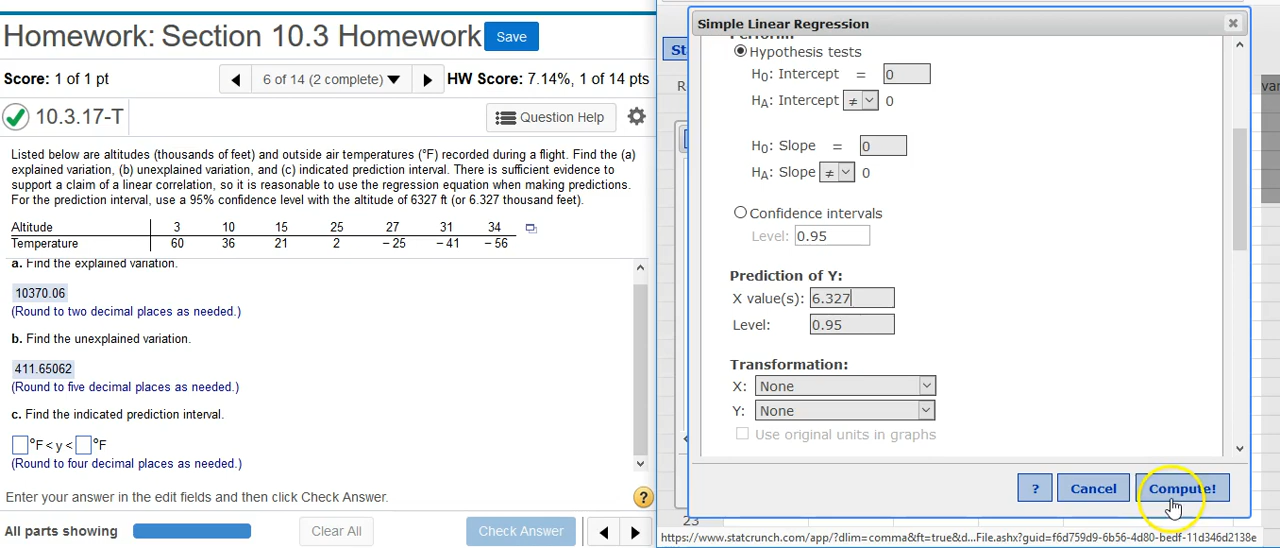 Homework: Section 10.3 Homework Save
Score: 1 of 1 pt
6 of 14 (2 complete)
HW Score: 7.14%, 1 of 14 pts
10.3.17-T
Question Help
Listed below are altitudes (thousands of feet) and outside air temperatures (°F) recorded during a flight. Find the (a)
explained variation, (b) unexplained variation, and (c) indicated prediction interval. There is sufficient evidence to
support a claim of a linear correlation, so it is reasonable to use the regression equation when making predictions.
For the prediction interval, use a 95% confidence level with the altitude of 6327 ft (or 6.327 thousand feet).
Altitude 3 10 15 25 27 31 34
Temperature 60 36 21 2 − 25 − 41 − 56
a. Find the explained variation.
10370.06
(Round to two decimal places as needed.)
b. Find the unexplained variation.
411.65062
(Round to five decimal places as needed.)
c. Find the indicated prediction interval.
°F < y < °F
(Round to four decimal places as needed.)
Enter your answer in the edit fields and then click Check Answer.
?
All parts showing
Clear All
Check Answer
Simple Linear Regression
Perform:
Hypothesis tests
H0: Intercept = 0
HA: Intercept ≠ 0
H0: Slope = 0
HA: Slope ≠ 0
Confidence intervals
Level: 0.95
Prediction of Y:
X value(s): 6.327
Level: 0.95
Transformation:
X: None
Y: None
Use original units in graphs
? Cancel Compute!
St
R
var
23
https://www.statcrunch.com/app/?dlim=comma&ft=true&d...File.ashx?guid=f6d759d9-6b56-4d80-bedf-11d346d2138e